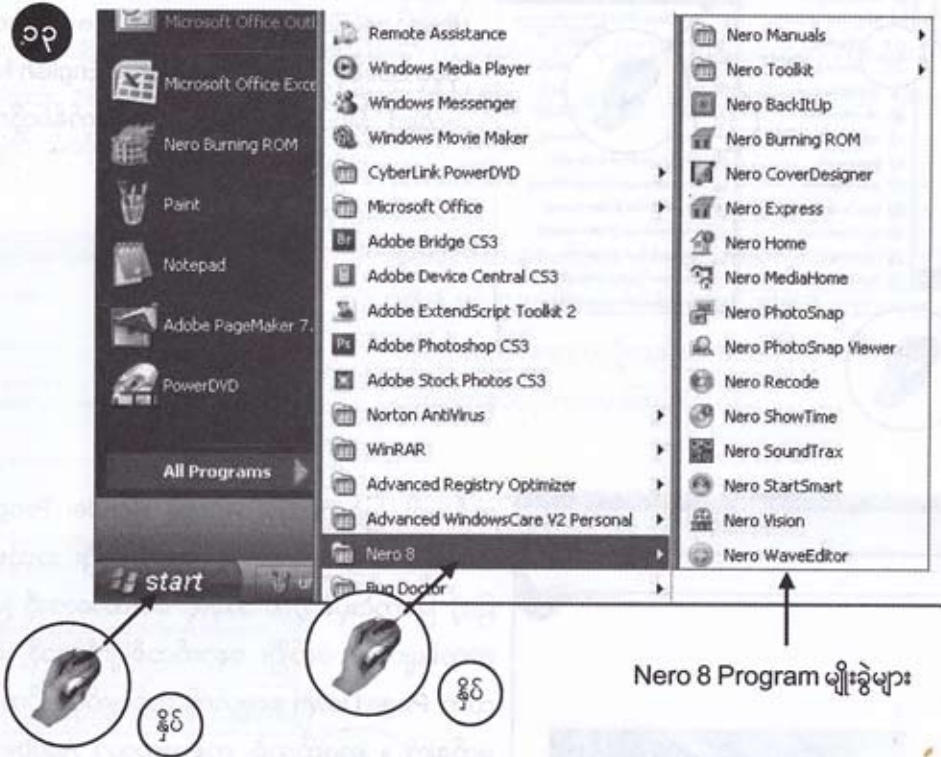 ၁၃
Microsoft Office Outl
Microsoft Office Exce
Nero Burning ROM
Paint
Notepad
Adobe PageMaker 7.
PowerDVD
All Programs
start
Remote Assistance
Windows Media Player
Windows Messenger
Windows Movie Maker
CyberLink PowerDVD
Microsoft Office
Adobe Bridge CS3
Adobe Device Central CS3
Adobe ExtendScript Toolkit 2
Adobe Photoshop CS3
Adobe Stock Photos CS3
Norton AntiVirus
WinRAR
Advanced Registry Optimizer
Advanced WindowsCare V2 Personal
Nero 8
Bug Doctor
Nero Manuals
Nero Toolkit
Nero BackItUp
Nero Burning ROM
Nero CoverDesigner
Nero Express
Nero Home
Nero MediaHome
Nero PhotoSnap
Nero PhotoSnap Viewer
Nero Recode
Nero ShowTime
Nero SoundTrax
Nero StartSmart
Nero Vision
Nero WaveEditor
နှိပ်
နှိပ်
Nero 8 Program မျိုးခွဲများ